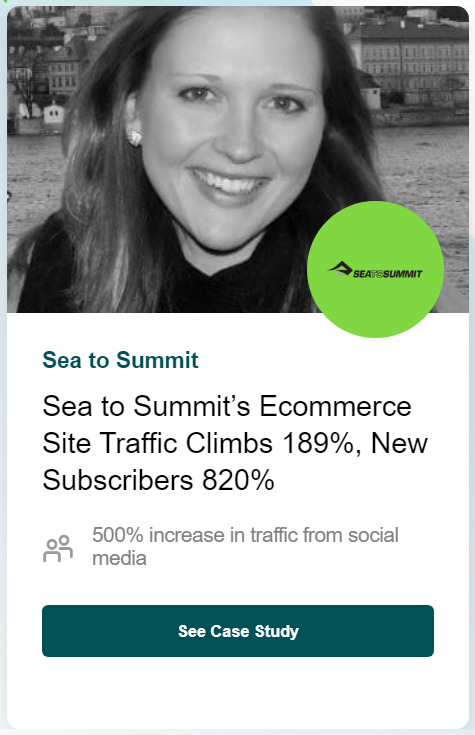 SEATOSUMMIT
Sea to Summit
Sea to Summit’s Ecommerce
Site Traffic Climbs 189%, New
Subscribers 820%
500% increase in traffic from social
media
See Case Study